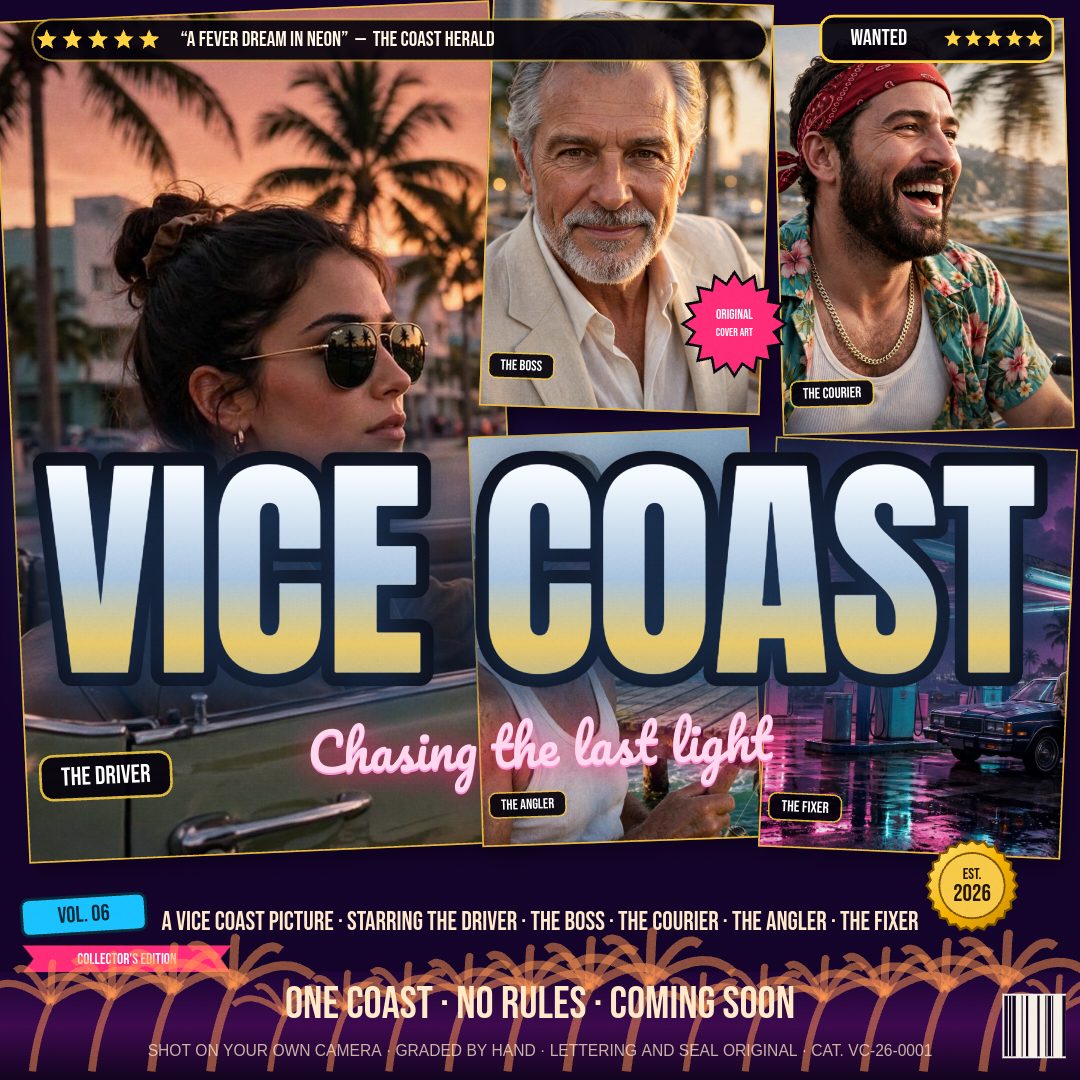 ★★★★★ “A FEVER DREAM IN NEON” — THE COAST HERALD
WANTED ★★★★★
ORIGINAL
COVER ART
THE BOSS
THE COURIER
VICE COAST
Chasing the last light
THE DRIVER
THE ANGLER
THE FIXER
EST.
2026
VOL. 06
A VICE COAST PICTURE · STARRING THE DRIVER · THE BOSS · THE COURIER · THE ANGLER · THE FIXER
COLLECTOR'S EDITION
ONE COAST · NO RULES · COMING SOON
SHOT ON YOUR OWN CAMERA · GRADED BY HAND · LETTERING AND SEAL ORIGINAL · CAT. VC-26-0001